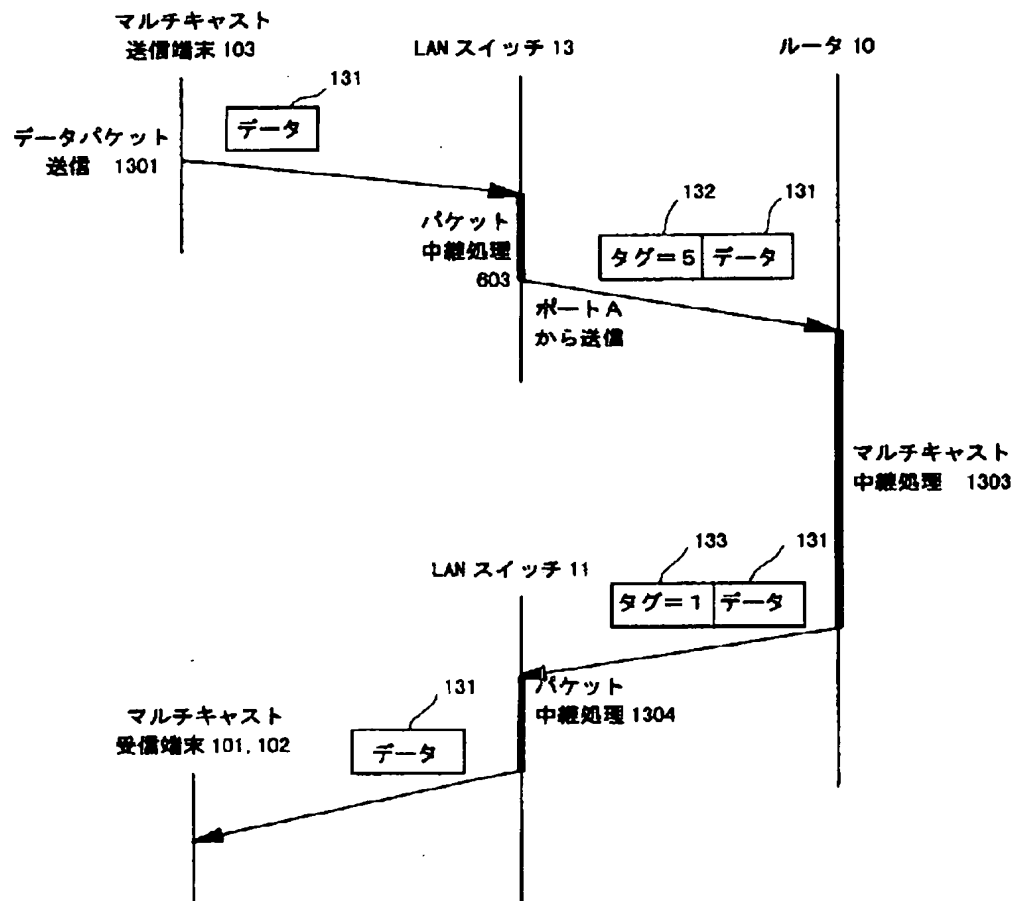 マルチキャスト
送信端末 103
LAN スイッチ 13
ルータ 10
131
データ
データパケット
送信 1301
132
131
パケット
中継処理
603
タグ=5
データ
ポートA
から送信
マルチキャスト
中継処理 1303
133
131
LAN スイッチ 11
タグ=1
データ
131
パケット
中継処理 1304
マルチキャスト
受信端末 101, 102
データ